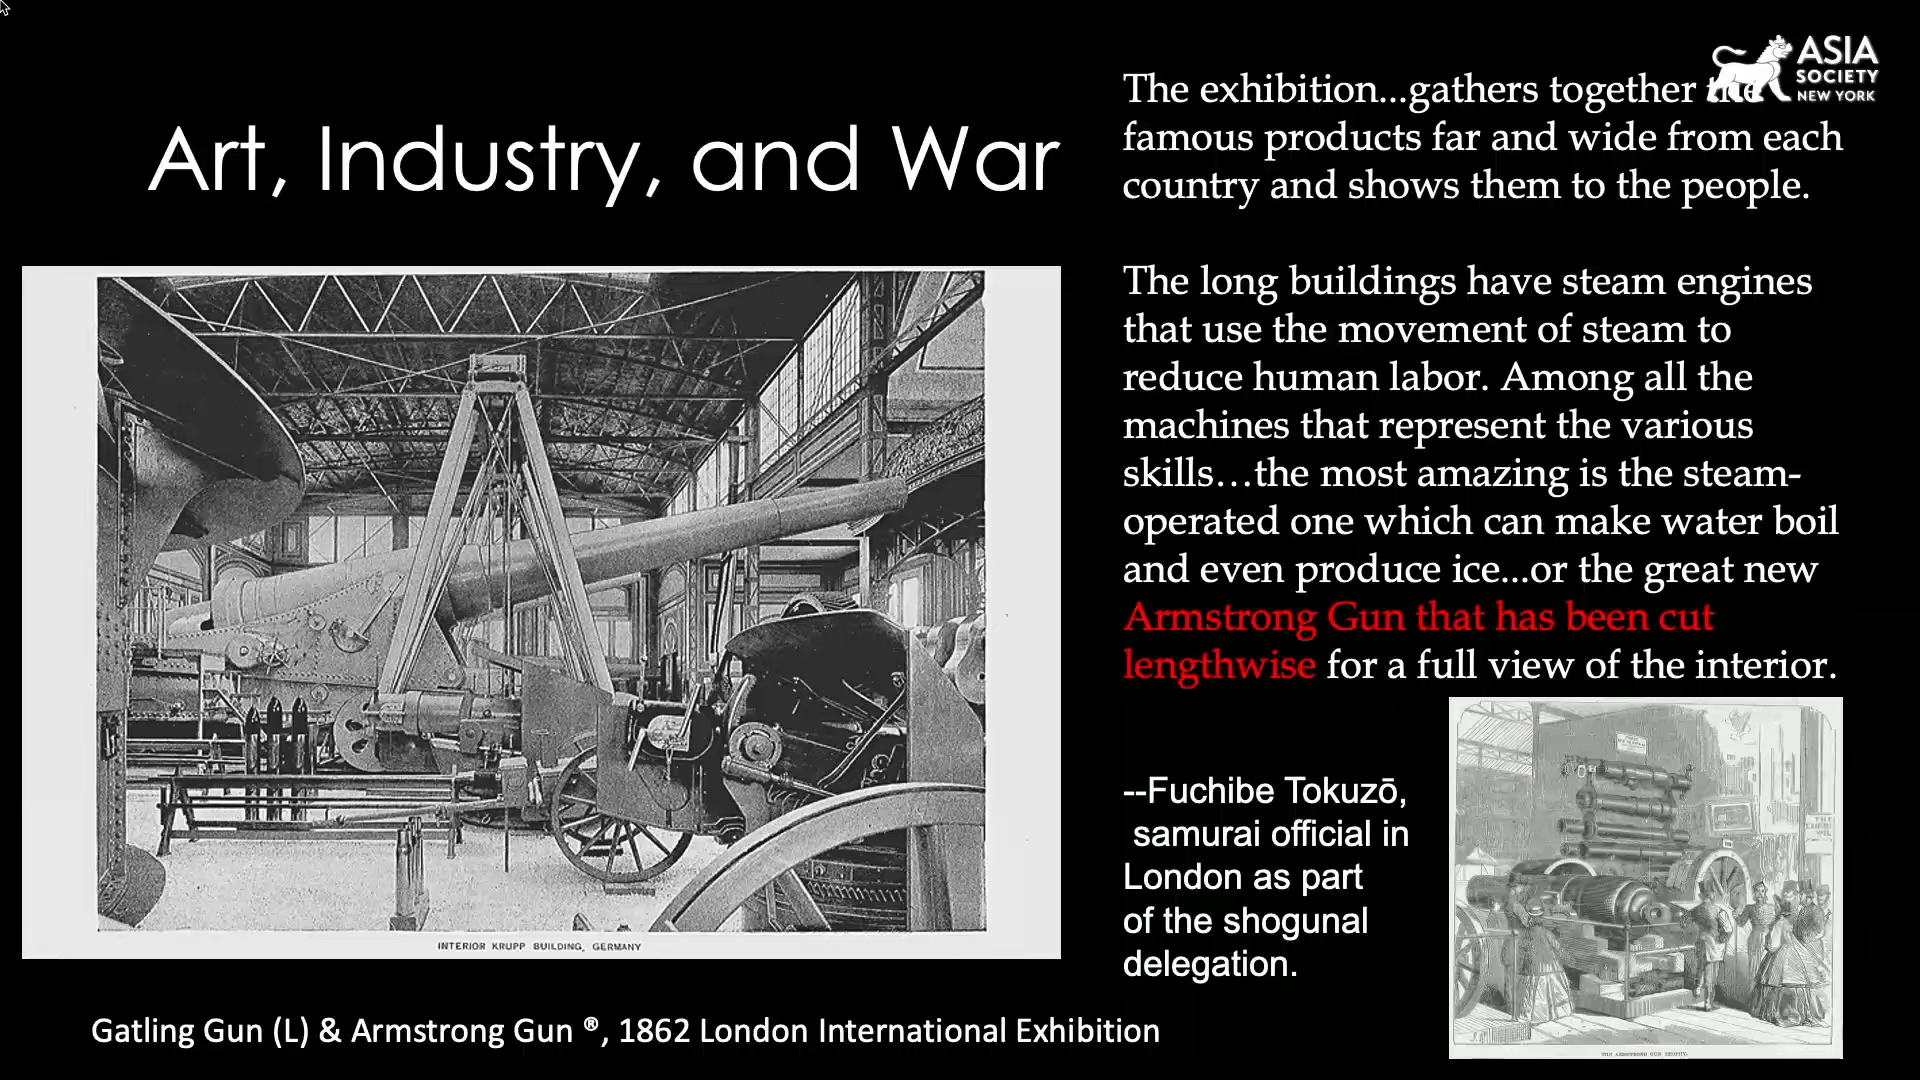 Art, Industry, and War
INTERIOR KRUPP BUILDING, GERMANY
Gatling Gun (L) & Armstrong Gun ®, 1862 London International Exhibition
ASIA
SOCIETY
NEW YORK
The exhibition...gathers together the
famous products far and wide from each
country and shows them to the people.
The long buildings have steam engines
that use the movement of steam to
reduce human labor. Among all the
machines that represent the various
skills…the most amazing is the steam-
operated one which can make water boil
and even produce ice...or the great new
Armstrong Gun that has been cut
lengthwise for a full view of the interior.
--Fuchibe Tokuzō,
samurai official in
London as part
of the shogunal
delegation.
THE ARMSTRONG GUN TROPHY.